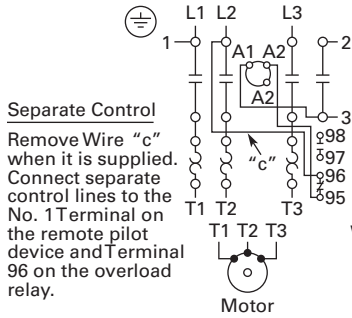 L1 L2 L3
1 2
A1 A2
A2
3
98
97
96
95
"c"
T1 T2 T3
T1 T2 T3
Motor
Separate Control
Remove Wire "c"
when it is supplied.
Connect separate
control lines to the
No. 1 Terminal on
the remote pilot
device and Terminal
96 on the overload
relay.